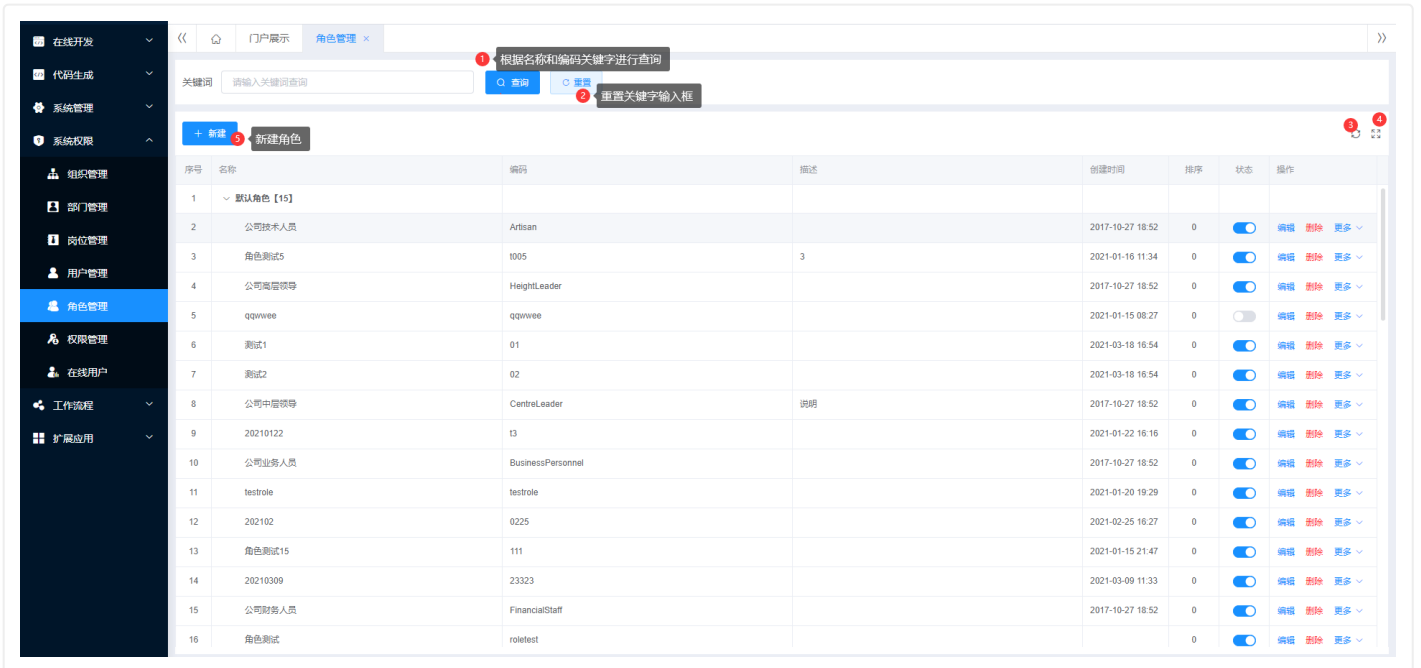 在线开发
代码生成
系统管理
系统权限
组织管理
部门管理
岗位管理
用户管理
角色管理
权限管理
在线用户
工作流程
扩展应用
门户展示 角色管理 ×
1 根据名称和编码关键字进行查询
关键词 请输入关键词查询 查询 重置
2 重置关键字输入框
+ 新建 5 新建角色 3 4
序号 名称 编码 描述 创建时间 排序 状态 操作
1 默认角色【15】
2 公司技术人员 Artisan 2017-10-27 18:52 0 编辑 删除 更多
3 角色测试5 t005 3 2021-01-16 11:34 0 编辑 删除 更多
4 公司高层领导 HeightLeader 2017-10-27 18:52 0 编辑 删除 更多
5 qqwwee qqwwee 2021-01-15 08:27 0 编辑 删除 更多
6 测试1 01 2021-03-18 16:54 0 编辑 删除 更多
7 测试2 02 2021-03-18 16:54 0 编辑 删除 更多
8 公司中层领导 CentreLeader 说明 2017-10-27 18:52 0 编辑 删除 更多
9 20210122 t3 2021-01-22 16:16 0 编辑 删除 更多
10 公司业务人员 BusinessPersonnel 2017-10-27 18:52 0 编辑 删除 更多
11 testrole testrole 2021-01-20 19:29 0 编辑 删除 更多
12 202102 0225 2021-02-25 16:27 0 编辑 删除 更多
13 角色测试15 111 2021-01-15 21:47 0 编辑 删除 更多
14 20210309 23323 2021-03-09 11:33 0 编辑 删除 更多
15 公司财务人员 FinancialStaff 2017-10-27 18:52 0 编辑 删除 更多
16 角色测试 roletest 0 编辑 删除 更多